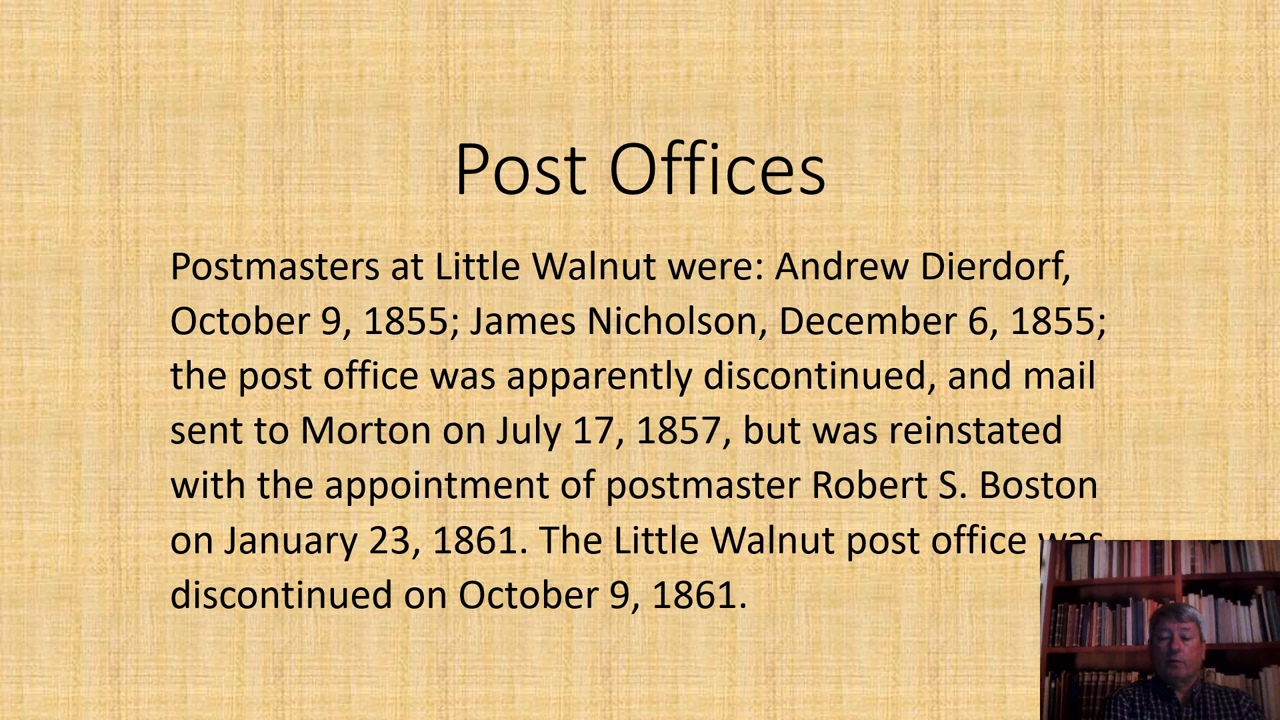 Post Offices
Postmasters at Little Walnut were: Andrew Dierdorf,
October 9, 1855; James Nicholson, December 6, 1855;
the post office was apparently discontinued, and mail
sent to Morton on July 17, 1857, but was reinstated
with the appointment of postmaster Robert S. Boston
on January 23, 1861. The Little Walnut post office was
discontinued on October 9, 1861.